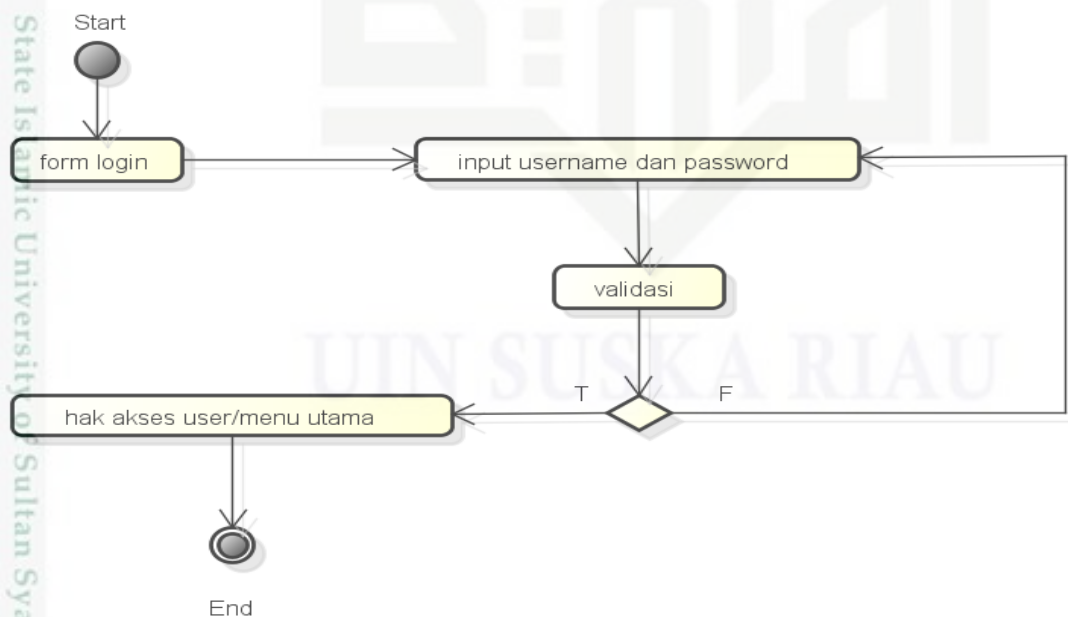 Start
form login
input username dan password
validasi
T
F
hak akses user/menu utama
End
UIN SUSKA RIAU
State Islamic University of Sultan